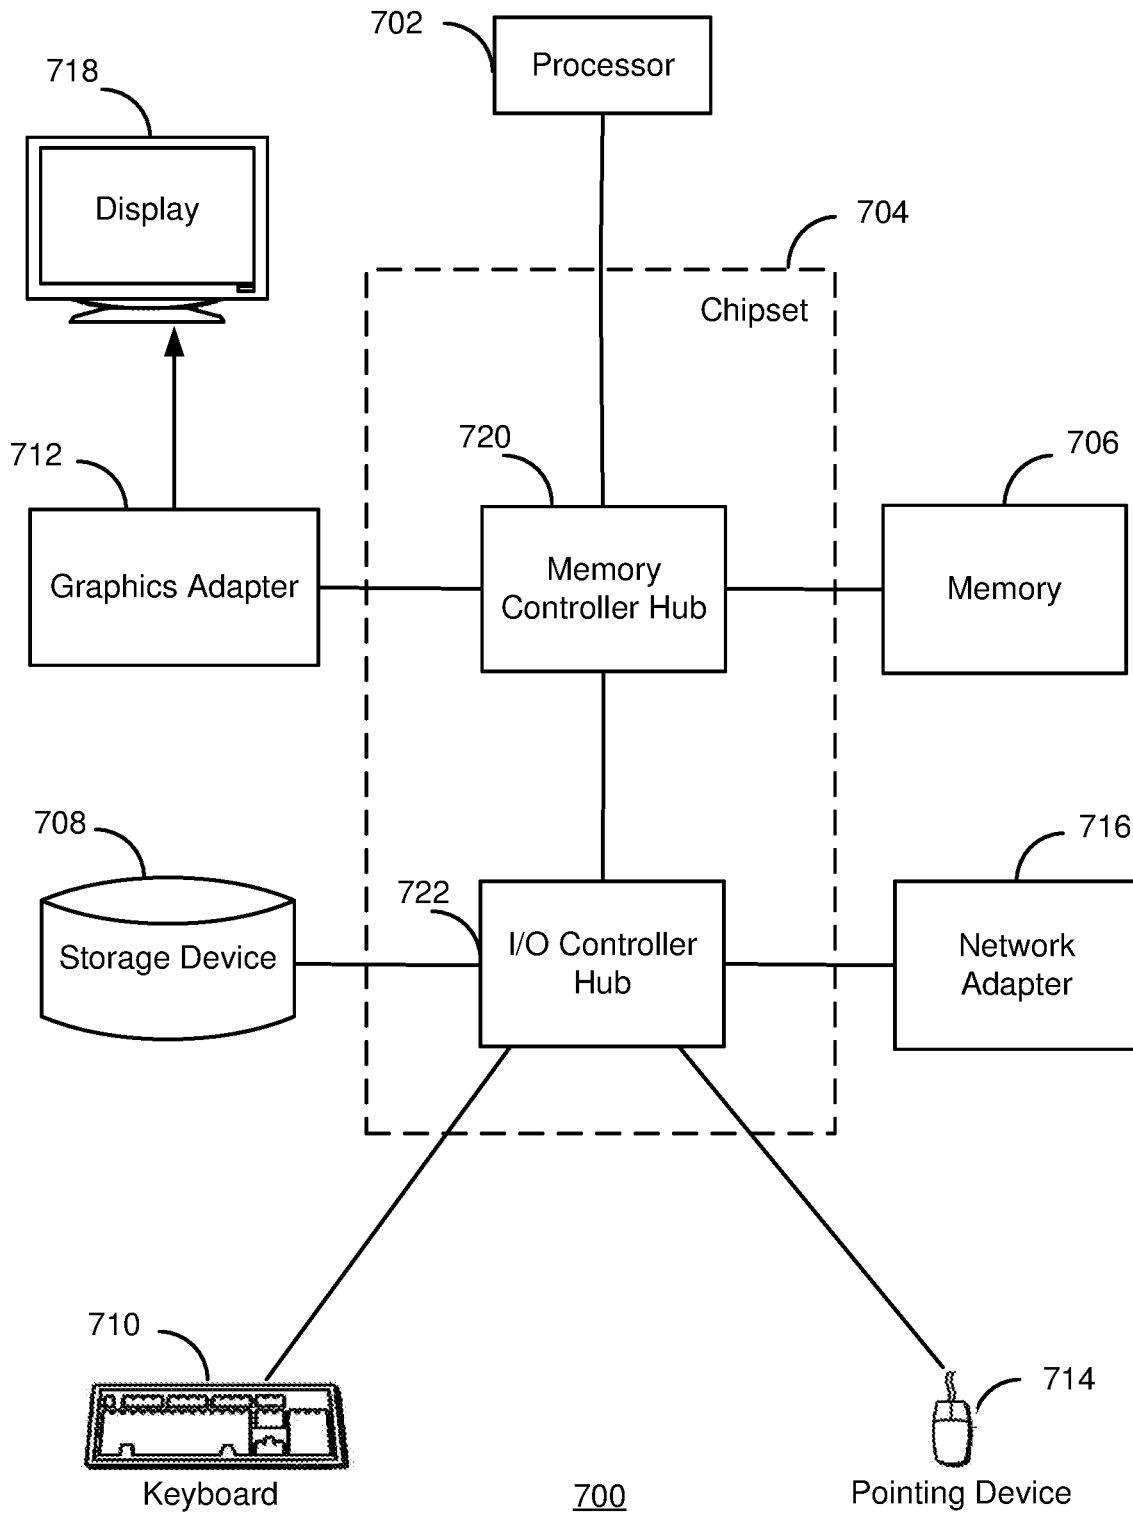 702
Processor
718
Display
704
Chipset
720
712
706
Graphics Adapter
Memory
Controller Hub
Memory
708
716
722
Storage Device
I/O Controller
Hub
Network
Adapter
710
714
Keyboard
700
Pointing Device